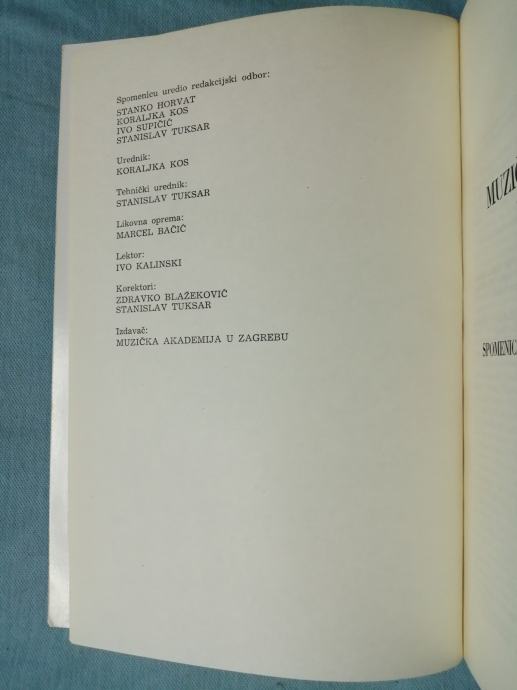 Spomenicu uredio redakcijski odbor:
STANKO HORVAT
KORALJKA KOS
IVO SUPIČIĆ
STANISLAV TUKSAR
Urednik:
KORALJKA KOS
Tehnički urednik:
STANISLAV TUKSAR
Likovna oprema:
MARCEL BAČIĆ
Lektor:
IVO KALINSKI
Korektori:
ZDRAVKO BLAŽEKOVIĆ
STANISLAV TUKSAR
Izdavač:
MUZIČKA AKADEMIJA U ZAGREBU